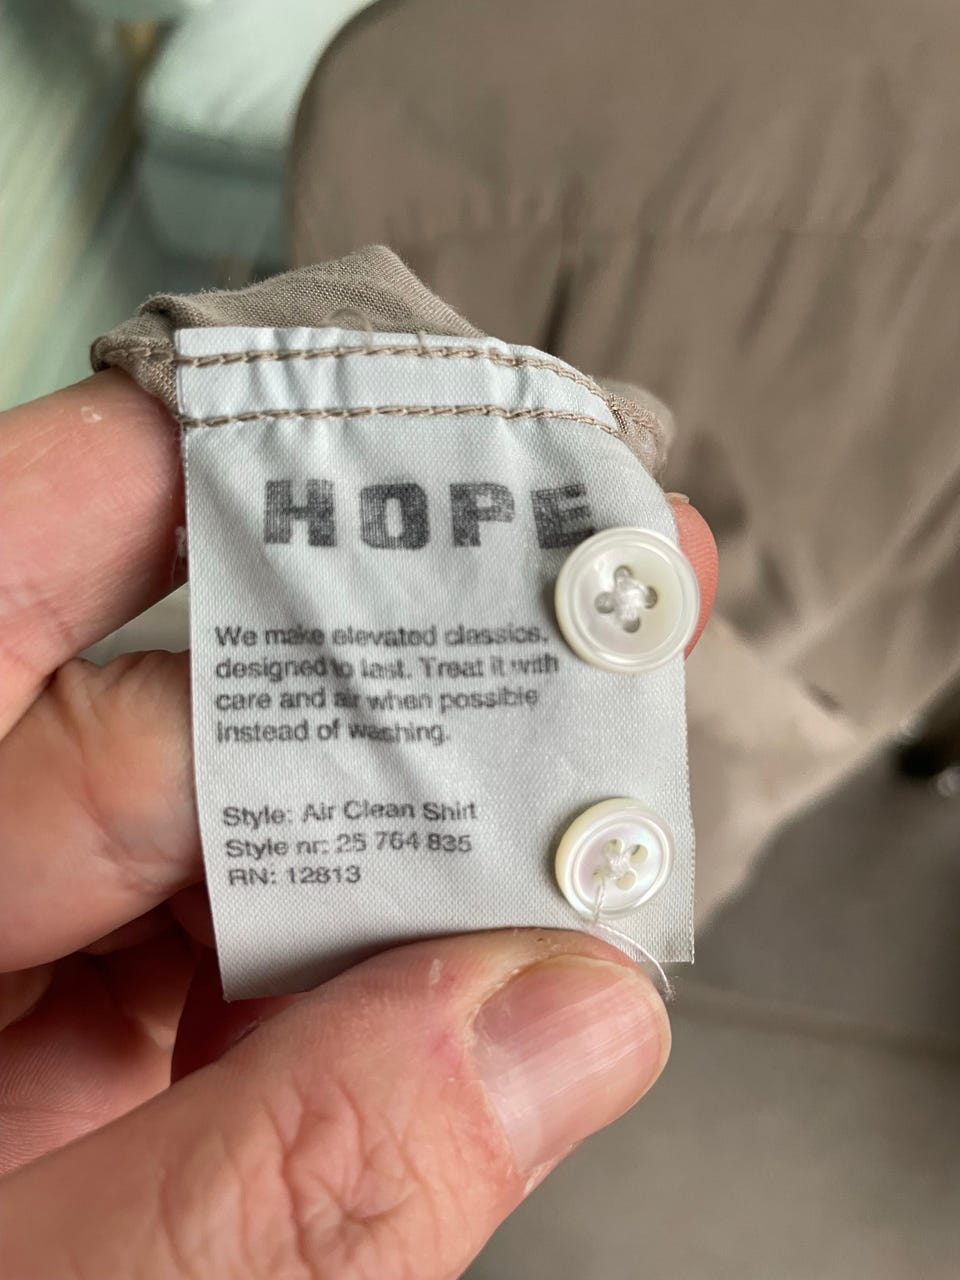 HOPE
We make elevated classics,
designed to last. Treat it with
care and air when possible
instead of washing.
Style: Air Clean Shirt
Style nr: 25 764 835
RN: 12813